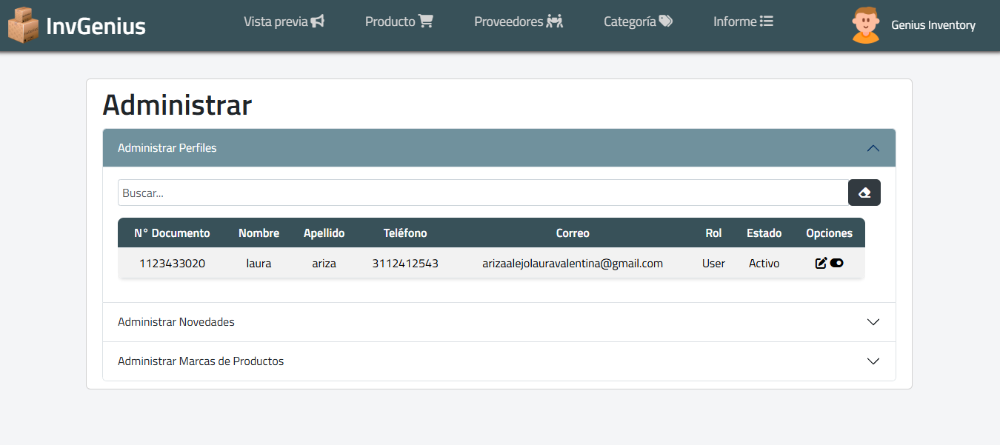 InvGenius
Vista previa
Producto
Proveedores
Categoría
Informe
Genius Inventory
Administrar
Administrar Perfiles
Buscar...
N° Documento Nombre Apellido Teléfono Correo Rol Estado Opciones
1123433020 laura ariza 3112412543 arizaalejolauravalentina@gmail.com User Activo
Administrar Novedades
Administrar Marcas de Productos